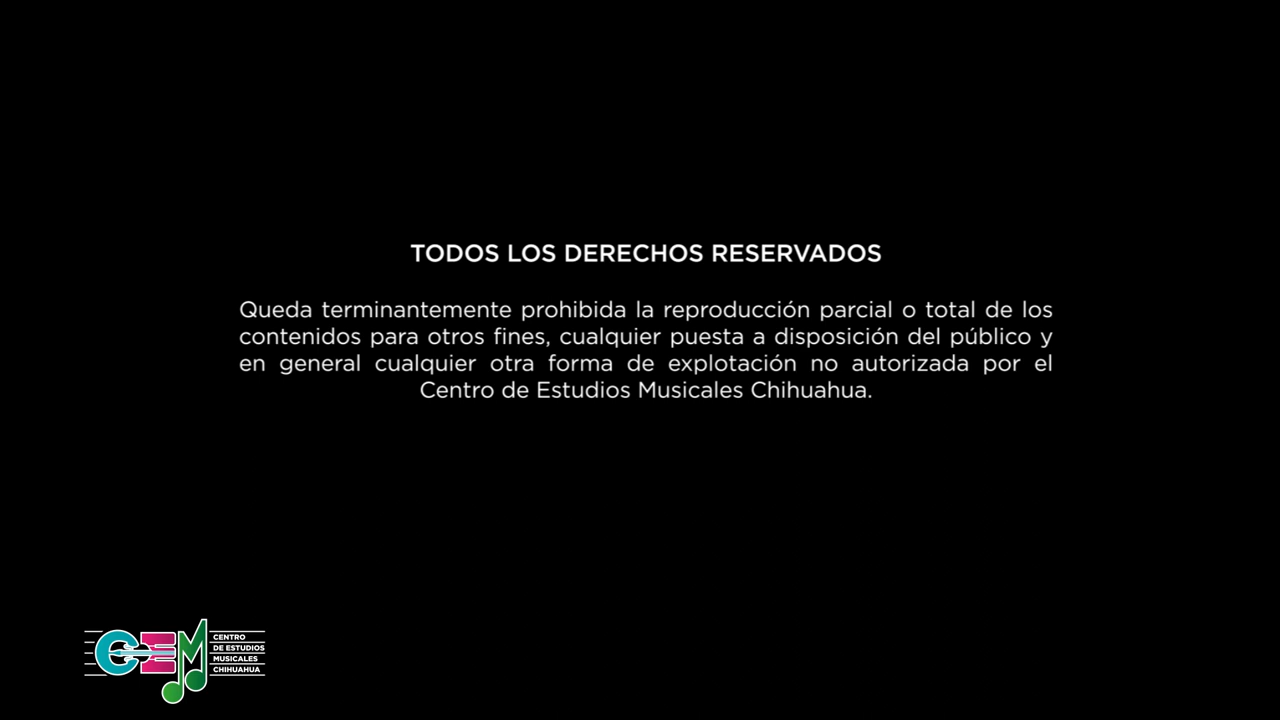 TODOS LOS DERECHOS RESERVADOS
Queda terminantemente prohibida la reproducción parcial o total de los
contenidos para otros fines, cualquier puesta a disposición del público y
en general cualquier otra forma de explotación no autorizada por el
Centro de Estudios Musicales Chihuahua.
CEM
CENTRO
DE ESTUDIOS
MUSICALES
CHIHUAHUA